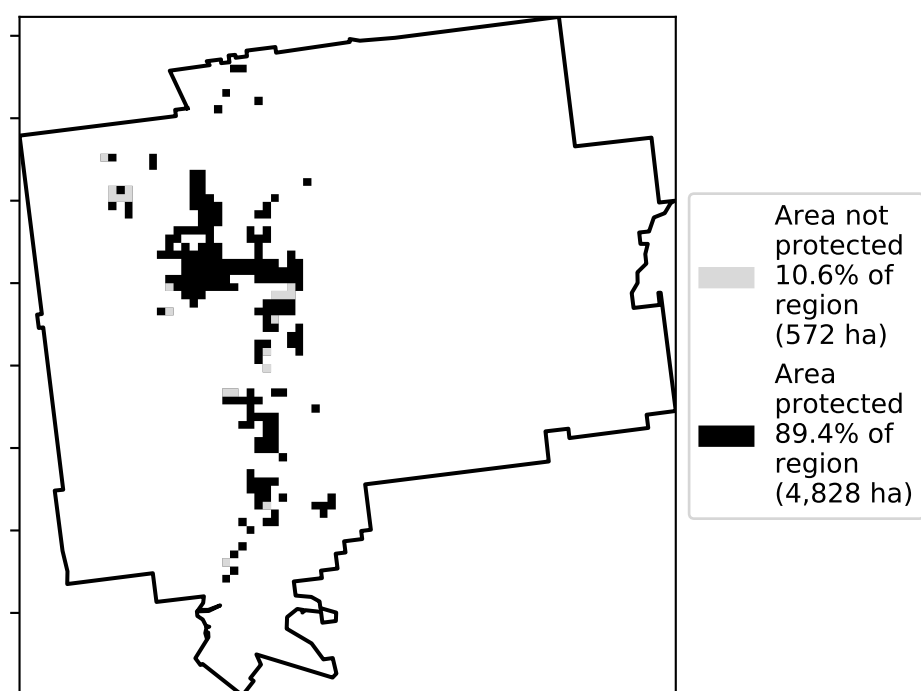 Area not
protected
10.6% of
region
(572 ha)
Area
protected
89.4% of
region
(4,828 ha)